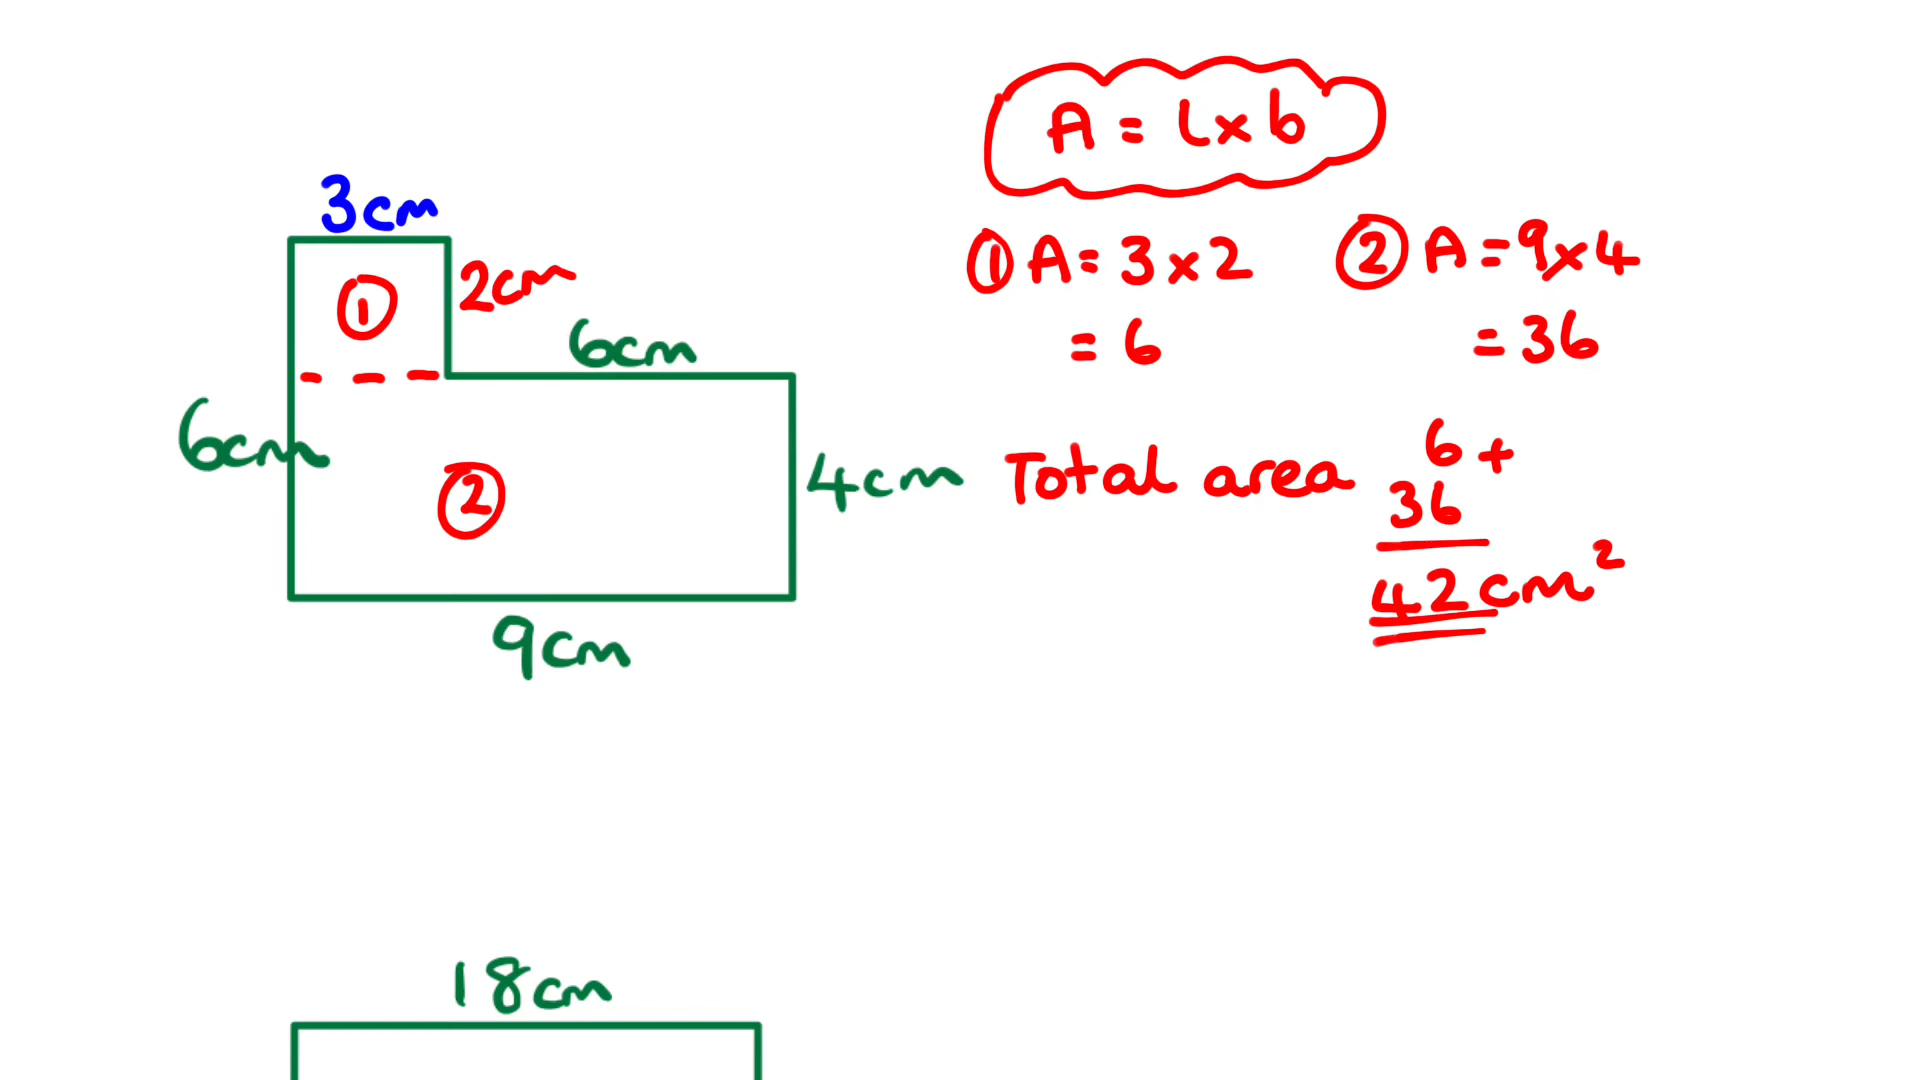 A = l × b
3cm
① A = 3 × 2
② A = 9 × 4
①
2cm
= 6
= 36
6cm
6cm
②
4cm
Total area
6 +
36
42cm²
9cm
18cm